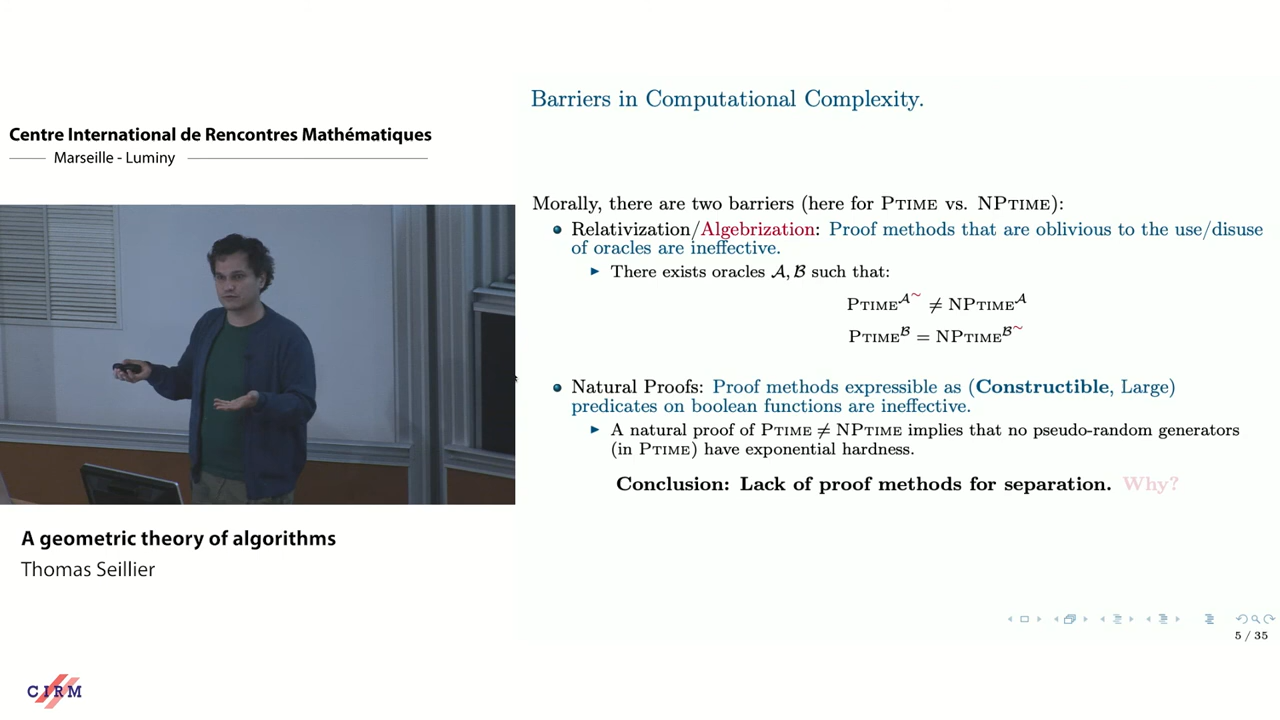 Centre International de Rencontres Mathématiques
Marseille - Luminy
A geometric theory of algorithms
Thomas Seillier
CIRM
Barriers in Computational Complexity.
Morally, there are two barriers (here for PTIME vs. NPTIME):
• Relativization/Algebrization: Proof methods that are oblivious to the use/disuse
of oracles are ineffective.
▶ There exists oracles 𝒜, ℬ such that:
PTIME^𝒜~ ≠ NPTIME^𝒜
PTIME^ℬ = NPTIME^ℬ~
• Natural Proofs: Proof methods expressible as (Constructible, Large)
predicates on boolean functions are ineffective.
▶ A natural proof of PTIME ≠ NPTIME implies that no pseudo-random generators
(in PTIME) have exponential hardness.
Conclusion: Lack of proof methods for separation. Why?
5 / 35